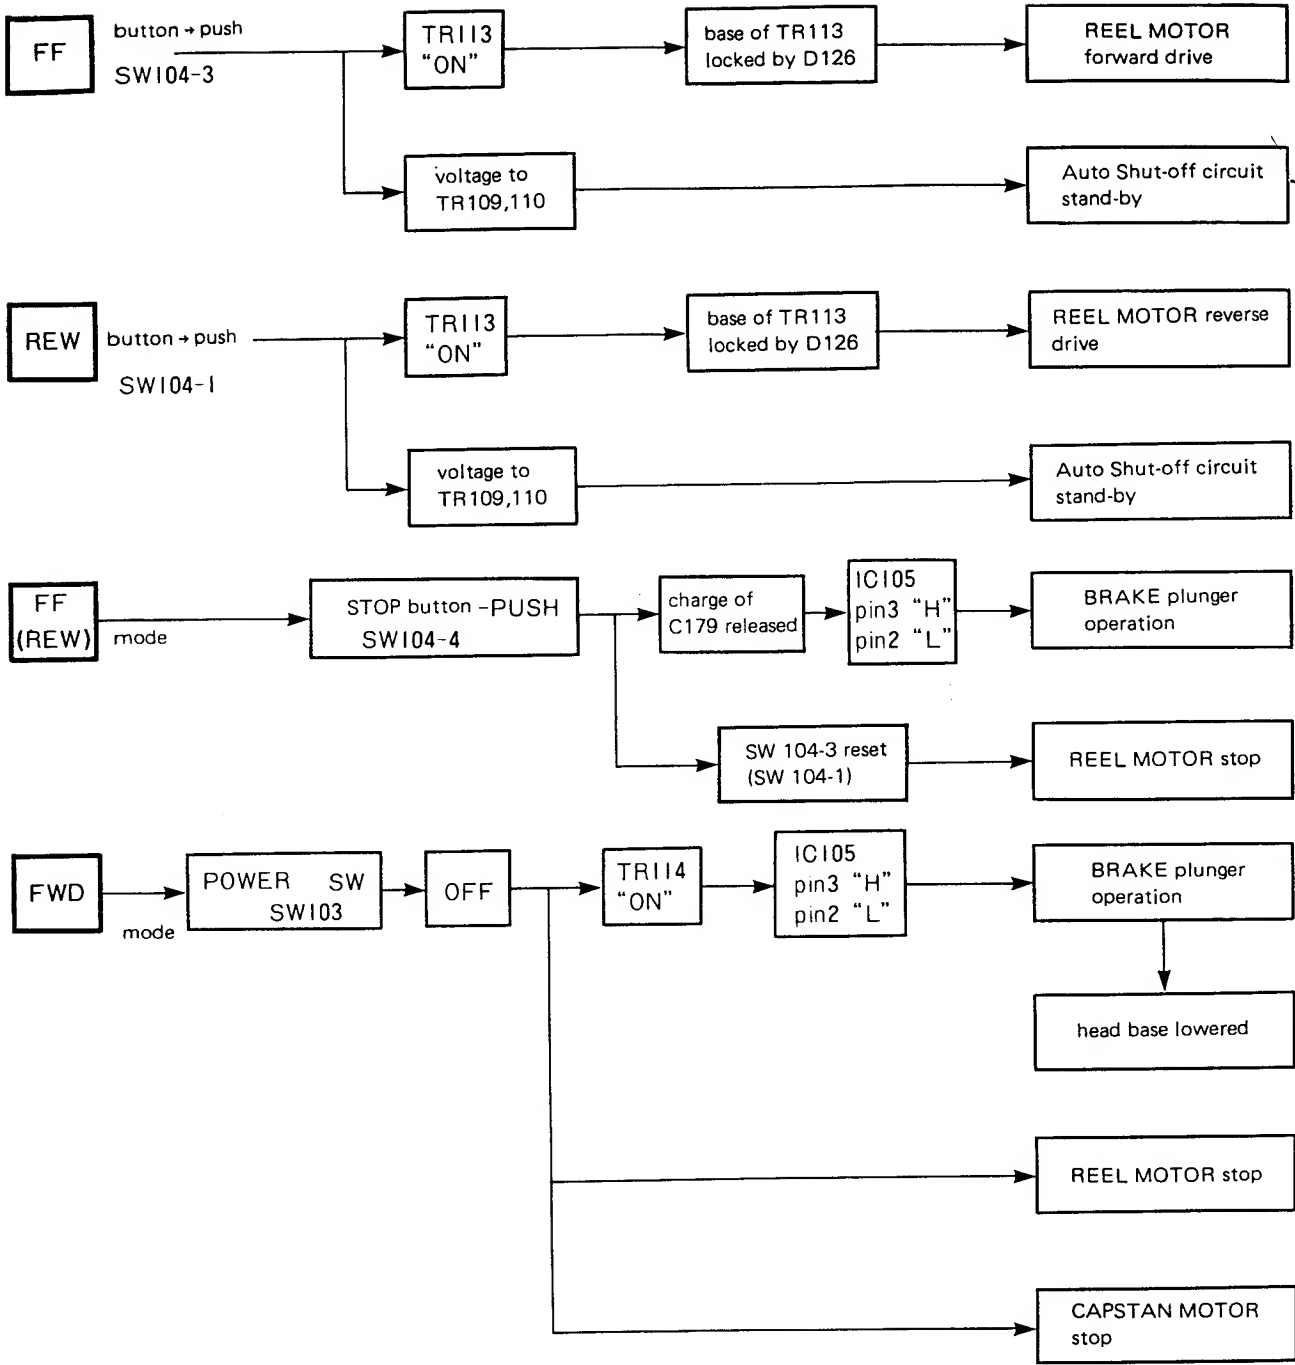 FF
button → push
SW104-3
TR113
“ON”
base of TR113
locked by D126
REEL MOTOR
forward drive
voltage to
TR109,110
Auto Shut-off circuit
stand-by
REW
button → push
SW104-1
TR113
“ON”
base of TR113
locked by D126
REEL MOTOR reverse
drive
voltage to
TR109,110
Auto Shut-off circuit
stand-by
FF
(REW)
mode
STOP button -PUSH
SW104-4
charge of
C179 released
IC105
pin3 “H”
pin2 “L”
BRAKE plunger
operation
SW 104-3 reset
(SW 104-1)
REEL MOTOR stop
FWD
mode
POWER SW
SW103
OFF
TR114
“ON”
IC105
pin3 “H”
pin2 “L”
BRAKE plunger
operation
head base lowered
REEL MOTOR stop
CAPSTAN MOTOR
stop